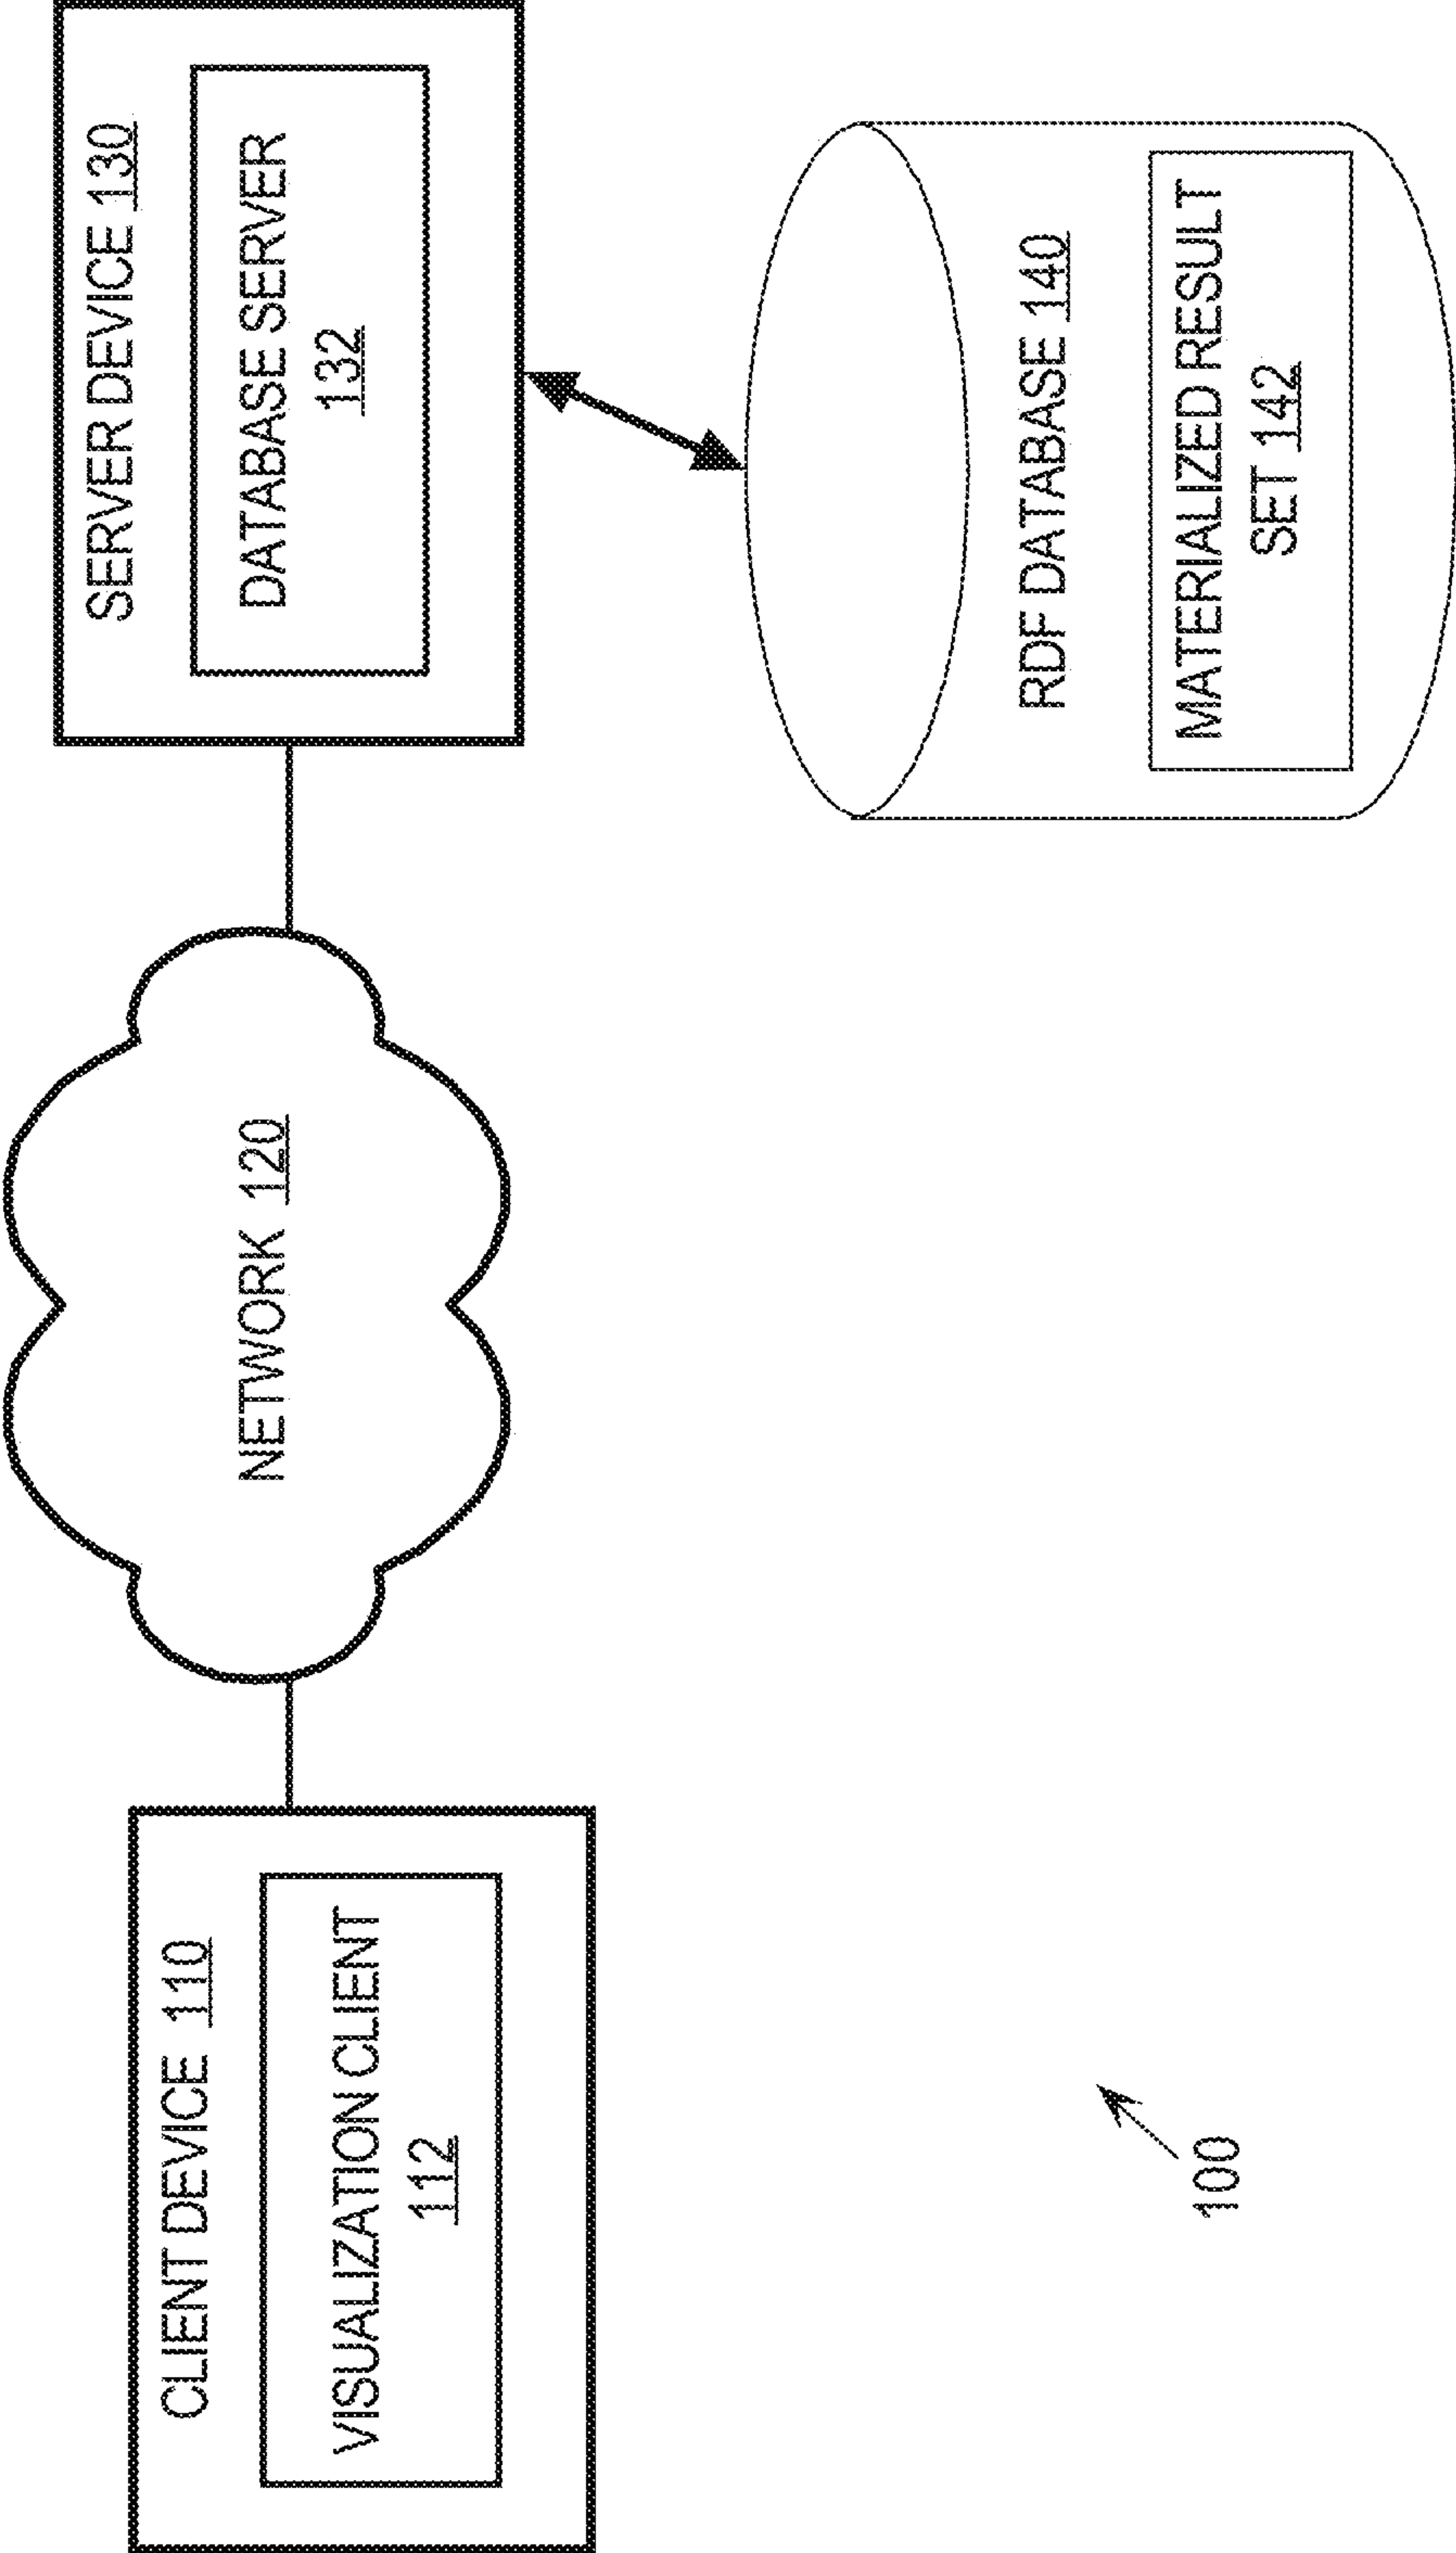 CLIENT DEVICE 110
VISUALIZATION CLIENT
112
NETWORK 120
SERVER DEVICE 130
DATABASE SERVER
132
RDF DATABASE 140
MATERIALIZED RESULT
SET 142
100